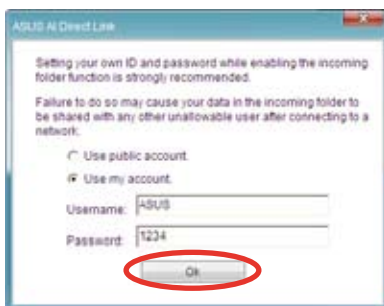 ASUS AI Direct Link
Setting your own ID and password while enabling the incoming
folder function is strongly recommended.
Failure to do so may cause your data in the incoming folder to
be shared with any other unallowable user after connecting to a
network.
Use public account.
Use my account.
Username: ASUS
Password: 1234
Ok